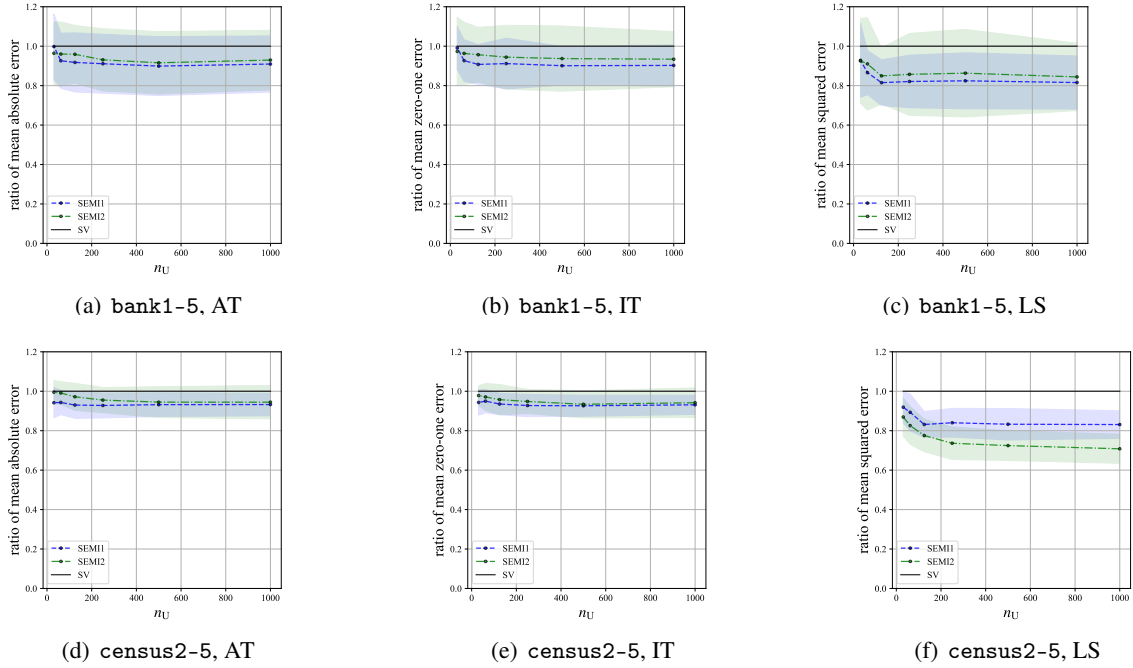 1.2
1.0
0.8
0.6
0.4
0.2
0.0
ratio of mean absolute error
SEMI1
SEMI2
SV
0 200 400 600 800 1000
nU
(a) bank1-5, AT
1.2
1.0
0.8
0.6
0.4
0.2
0.0
ratio of mean zero-one error
SEMI1
SEMI2
SV
0 200 400 600 800 1000
nU
(b) bank1-5, IT
1.2
1.0
0.8
0.6
0.4
0.2
0.0
ratio of mean squared error
SEMI1
SEMI2
SV
0 200 400 600 800 1000
nU
(c) bank1-5, LS
1.2
1.0
0.8
0.6
0.4
0.2
0.0
ratio of mean absolute error
SEMI1
SEMI2
SV
0 200 400 600 800 1000
nU
(d) census2-5, AT
1.2
1.0
0.8
0.6
0.4
0.2
0.0
ratio of mean zero-one error
SEMI1
SEMI2
SV
0 200 400 600 800 1000
nU
(e) census2-5, IT
1.2
1.0
0.8
0.6
0.4
0.2
0.0
ratio of mean squared error
SEMI1
SEMI2
SV
0 200 400 600 800 1000
nU
(f) census2-5, LS